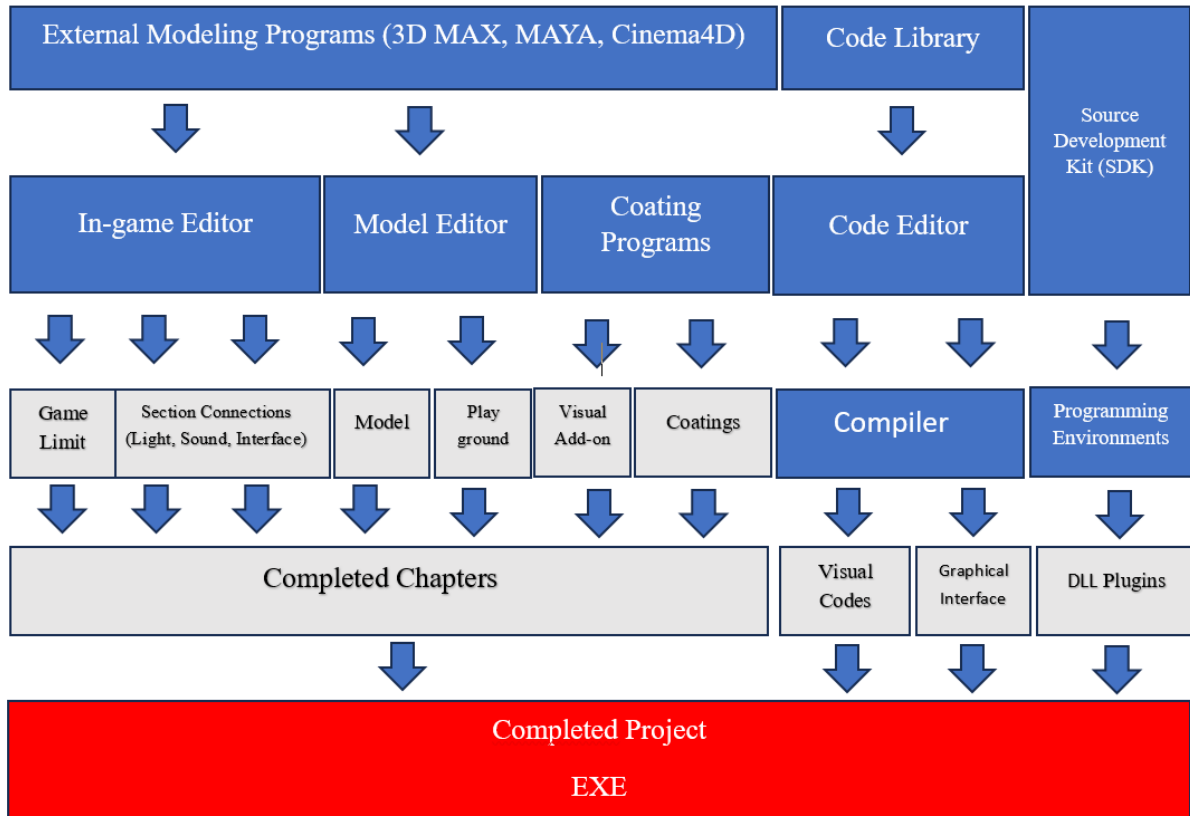 External Modeling Programs (3D MAX, MAYA, Cinema4D)
Code Library
Source
Development
Kit (SDK)
In-game Editor
Model Editor
Coating
Programs
Code Editor
Game
Limit
Section Connections
(Light, Sound, Interface)
Model
Play
ground
Visual
Add-on
Coatings
Compiler
Programming
Environments
Completed Chapters
Visual
Codes
Graphical
Interface
DLL Plugins
Completed Project
EXE